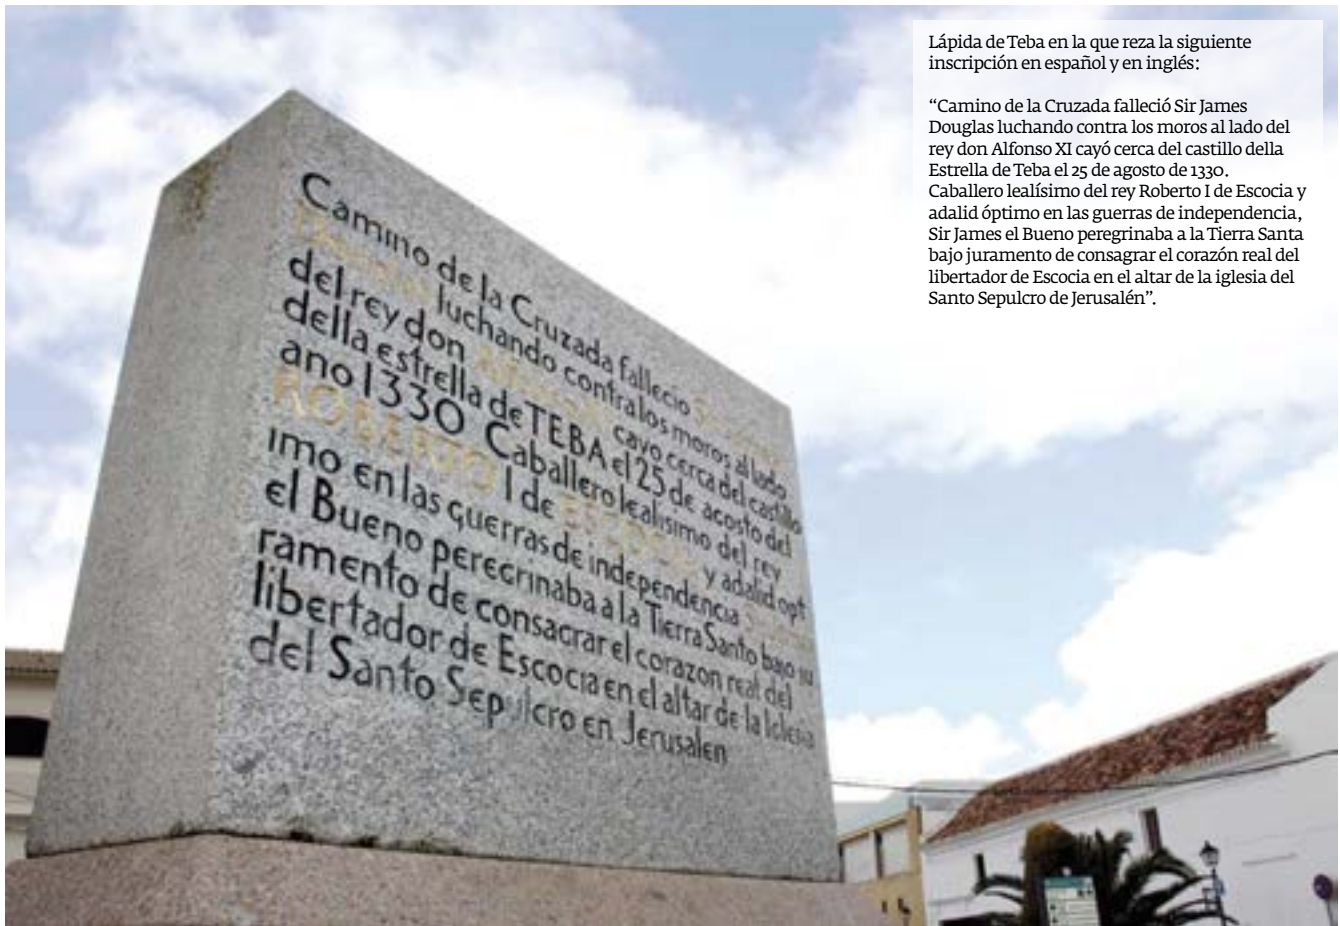 Lápida de Teba en la que reza la siguiente
inscripción en español y en inglés:
“Camino de la Cruzada falleció Sir James
Douglas luchando contra los moros al lado del
rey don Alfonso XI cayó cerca del castillo della
Estrella de Teba el 25 de agosto de 1330.
Caballero lealísimo del rey Roberto I de Escocia y
adalid óptimo en las guerras de independencia,
Sir James el Bueno peregrinaba a la Tierra Santa
bajo juramento de consagrar el corazón real del
libertador de Escocia en el altar de la iglesia del
Santo Sepulcro de Jerusalén”.
Camino de la Cruzada fallecio
Douglas luchando contra los moros al lado
del rey don Alfonso cayo cerca del castillo
della estrella de TEBA el 25 de agosto del
ano 1330 Caballero lealisimo del rey
ROBERTO I de ESCOCIA y adalid opt
imo en las guerras de independencia
el Bueno peregrinaba a la Tierra Santo bajo ju
ramento de consagrar el corazon real del
libertador de Escocia en el altar de la Iglesia
del Santo Sepulcro en Jerusalen